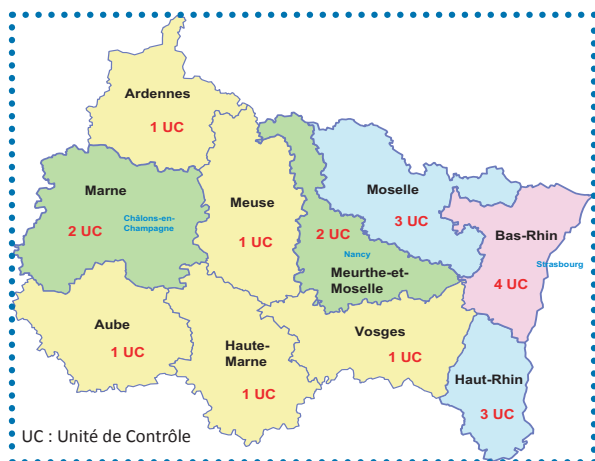 Ardennes
1 UC
Marne
2 UC
Châlons-en-
Champagne
Meuse
1 UC
Moselle
3 UC
2 UC
Nancy
Meurthe-et-
Moselle
Bas-Rhin
Strasbourg
4 UC
Aube
1 UC
Haute-
Marne
1 UC
Vosges
1 UC
Haut-Rhin
3 UC
UC : Unité de Contrôle